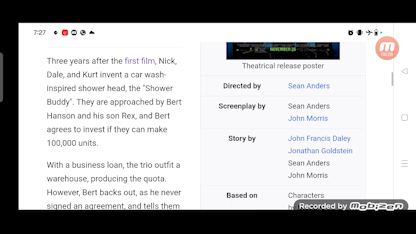 7:27
Three years after the first film, Nick,
Dale, and Kurt invent a car wash-
inspired shower head, the "Shower
Buddy". They are approached by Bert
Hanson and his son Rex, and Bert
agrees to invest if they can make
100,000 units.
With a business loan, the trio outfit a
warehouse, producing the quota.
However, Bert backs out, as he never
signed an agreement, and tells them
Theatrical release poster
Directed by Sean Anders
Screenplay by Sean Anders
John Morris
Story by John Francis Daley
Jonathan Goldstein
Sean Anders
John Morris
Based on Characters
Recorded by Mobizen